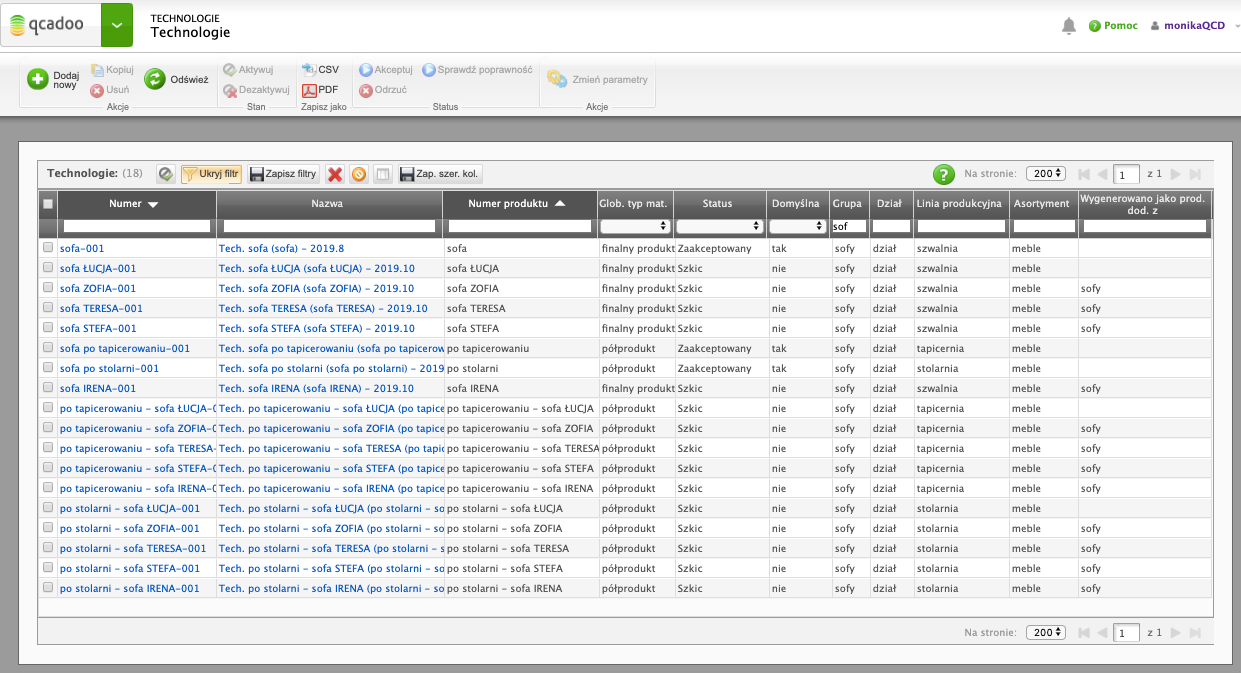 qcadoo
TECHNOLOGIE
Technologie
Pomoc
monikaQCD
Dodaj nowy
Kopiuj
Usuń
Odśwież
Akcje
Aktywuj
Dezaktywuj
Stan
CSV
PDF
Zapisz jako
Akceptuj
Sprawdź poprawność
Odrzuć
Status
Zmień parametry
Akcje
Technologie: (18) Ukryj filtr Zapisz filtry Zap. szer. kol. Na stronie: 200 1 z 1
Numer Nazwa Numer produktu Glob. typ mat. Status Domyślna Grupa Dział Linia produkcyjna Asortyment Wygenerowano jako prod. dod. z
sof
sofa-001 Tech. sofa (sofa) - 2019.8 sofa finalny produkt Zaakceptowany tak sofy dział szwalnia meble
sofa ŁUCJA-001 Tech. sofa ŁUCJA (sofa ŁUCJA) - 2019.10 sofa ŁUCJA finalny produkt Szkic nie sofy dział szwalnia meble
sofa ZOFIA-001 Tech. sofa ZOFIA (sofa ZOFIA) - 2019.10 sofa ZOFIA finalny produkt Szkic nie sofy dział szwalnia meble sofy
sofa TERESA-001 Tech. sofa TERESA (sofa TERESA) - 2019.10 sofa TERESA finalny produkt Szkic nie sofy dział szwalnia meble sofy
sofa STEFA-001 Tech. sofa STEFA (sofa STEFA) - 2019.10 sofa STEFA finalny produkt Szkic nie sofy dział szwalnia meble sofy
sofa po tapicerowaniu-001 Tech. sofa po tapicerowaniu (sofa po tapicerow po tapicerowaniu półprodukt Zaakceptowany tak sofy dział tapicernia meble
sofa po stolarni-001 Tech. sofa po stolarni (sofa po stolarni) - 2019 po stolarni półprodukt Zaakceptowany tak sofy dział stolarnia meble
sofa IRENA-001 Tech. sofa IRENA (sofa IRENA) - 2019.10 sofa IRENA finalny produkt Szkic nie sofy dział szwalnia meble sofy
po tapicerowaniu - sofa ŁUCJA-0 Tech. po tapicerowaniu - sofa ŁUCJA (po tapice po tapicerowaniu - sofa ŁUCJA półprodukt Szkic nie sofy dział tapicernia meble
po tapicerowaniu - sofa ZOFIA-0 Tech. po tapicerowaniu - sofa ZOFIA (po tapice po tapicerowaniu - sofa ZOFIA półprodukt Szkic nie sofy dział tapicernia meble sofy
po tapicerowaniu - sofa TERESA- Tech. po tapicerowaniu - sofa TERESA (po tapic po tapicerowaniu - sofa TERESA półprodukt Szkic nie sofy dział tapicernia meble sofy
po tapicerowaniu - sofa STEFA-0 Tech. po tapicerowaniu - sofa STEFA (po tapice po tapicerowaniu - sofa STEFA półprodukt Szkic nie sofy dział tapicernia meble sofy
po tapicerowaniu - sofa IRENA-0 Tech. po tapicerowaniu - sofa IRENA (po tapice po tapicerowaniu - sofa IRENA półprodukt Szkic nie sofy dział tapicernia meble sofy
po stolarni - sofa ŁUCJA-001 Tech. po stolarni - sofa ŁUCJA (po stolarni - so po stolarni - sofa ŁUCJA półprodukt Szkic nie sofy dział stolarnia meble
po stolarni - sofa ZOFIA-001 Tech. po stolarni - sofa ZOFIA (po stolarni - so po stolarni - sofa ZOFIA półprodukt Szkic nie sofy dział stolarnia meble sofy
po stolarni - sofa TERESA-001 Tech. po stolarni - sofa TERESA (po stolarni - s po stolarni - sofa TERESA półprodukt Szkic nie sofy dział stolarnia meble sofy
po stolarni - sofa STEFA-001 Tech. po stolarni - sofa STEFA (po stolarni - so po stolarni - sofa STEFA półprodukt Szkic nie sofy dział stolarnia meble sofy
po stolarni - sofa IRENA-001 Tech. po stolarni - sofa IRENA (po stolarni - so po stolarni - sofa IRENA półprodukt Szkic nie sofy dział stolarnia meble sofy
Na stronie: 200 1 z 1